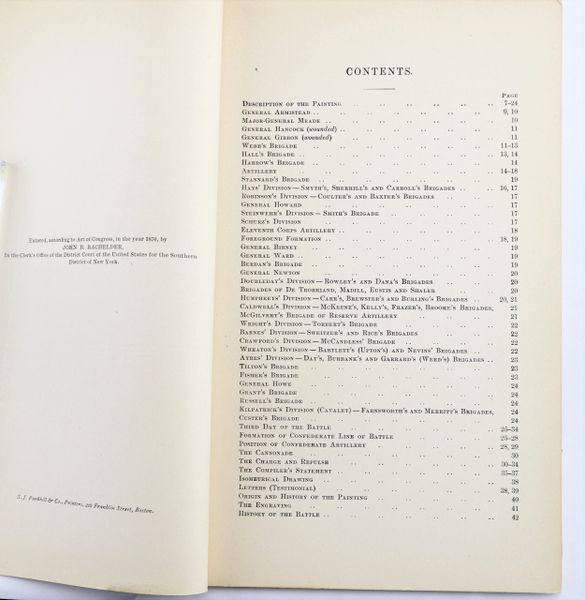 Entered, according to Act of Congress, in the year 1870, by
JOHN B. BACHELDER,
In the Clerk's Office of the District Court of the United States for the Southern
District of New York.
S. J. Parkhill & Co., Printers, 226 Franklin Street, Boston.
CONTENTS.
PAGE
DESCRIPTION OF THE PAINTING 7–24
GENERAL ARMISTEAD 9, 10
MAJOR-GENERAL MEADE 10
GENERAL HANCOCK (wounded) 11
GENERAL GIBBON (wounded) 11
WEBB'S BRIGADE 11–13
HALL'S BRIGADE 13, 14
HARROW'S BRIGADE 14
ARTILLERY 14–18
STANNARD'S BRIGADE 19
HAYS' DIVISION — SMYTH'S, SHERRILL'S AND CARROLL'S BRIGADES 16, 17
ROBINSON'S DIVISION — COULTER'S AND BAXTER'S BRIGADES 17
GENERAL HOWARD 17
STEINWEHR'S DIVISION — SMITH'S BRIGADE 17
SCHURZ'S DIVISION 17
ELEVENTH CORPS ARTILLERY 18
FOREGROUND FORMATION 18, 19
GENERAL BIRNEY 19
GENERAL WARD 19
BERDAN'S BRIGADE 19
GENERAL NEWTON 20
DOUBLEDAY'S DIVISION — ROWLEY'S AND DANA'S BRIGADES 20
BRIGADES OF DE TROBRIAND, MADILL, EUSTIS AND SHALER 20
HUMPHREYS' DIVISION — CARR'S, BREWSTER'S AND BURLING'S BRIGADES 20, 21
CALDWELL'S DIVISION — MCKEENE'S, KELLY'S, FRAZER'S, BROOKE'S BRIGADES, 21
MCGILVERY'S BRIGADE OF RESERVE ARTILLERY 21
WRIGHT'S DIVISION — TORBERT'S BRIGADE 22
BARNES' DIVISION — SWEITZER'S AND RICE'S BRIGADES 22
CRAWFORD'S DIVISION — MCCANDLESS' BRIGADE 22
WHEATON'S DIVISION — BARTLETT'S (UPTON'S) AND NEVINS' BRIGADES 22
AYRES' DIVISION — DAY'S, BURBANK'S AND GARRARD'S (WEED'S) BRIGADES 23
TILTON'S BRIGADE 23
FISHER'S BRIGADE 23
GENERAL HOWE 24
GRANT'S BRIGADE 24
RUSSELL'S BRIGADE 24
KILPATRICK'S DIVISION (CAVALRY) — FARNSWORTH'S AND MERRITT'S BRIGADES, 24
CUSTER'S BRIGADE 24
THIRD DAY OF THE BATTLE 25–34
FORMATION OF CONFEDERATE LINE OF BATTLE 25–28
POSITION OF CONFEDERATE ARTILLERY 28, 29
THE CANNONADE 30
THE CHARGE AND REPULSE 30–34
THE COMPILER'S STATEMENT 35–37
ISOMETRICAL DRAWING 38
LETTERS (TESTIMONIAL) 38, 39
ORIGIN AND HISTORY OF THE PAINTING 40
THE ENGRAVING 41
HISTORY OF THE BATTLE 42